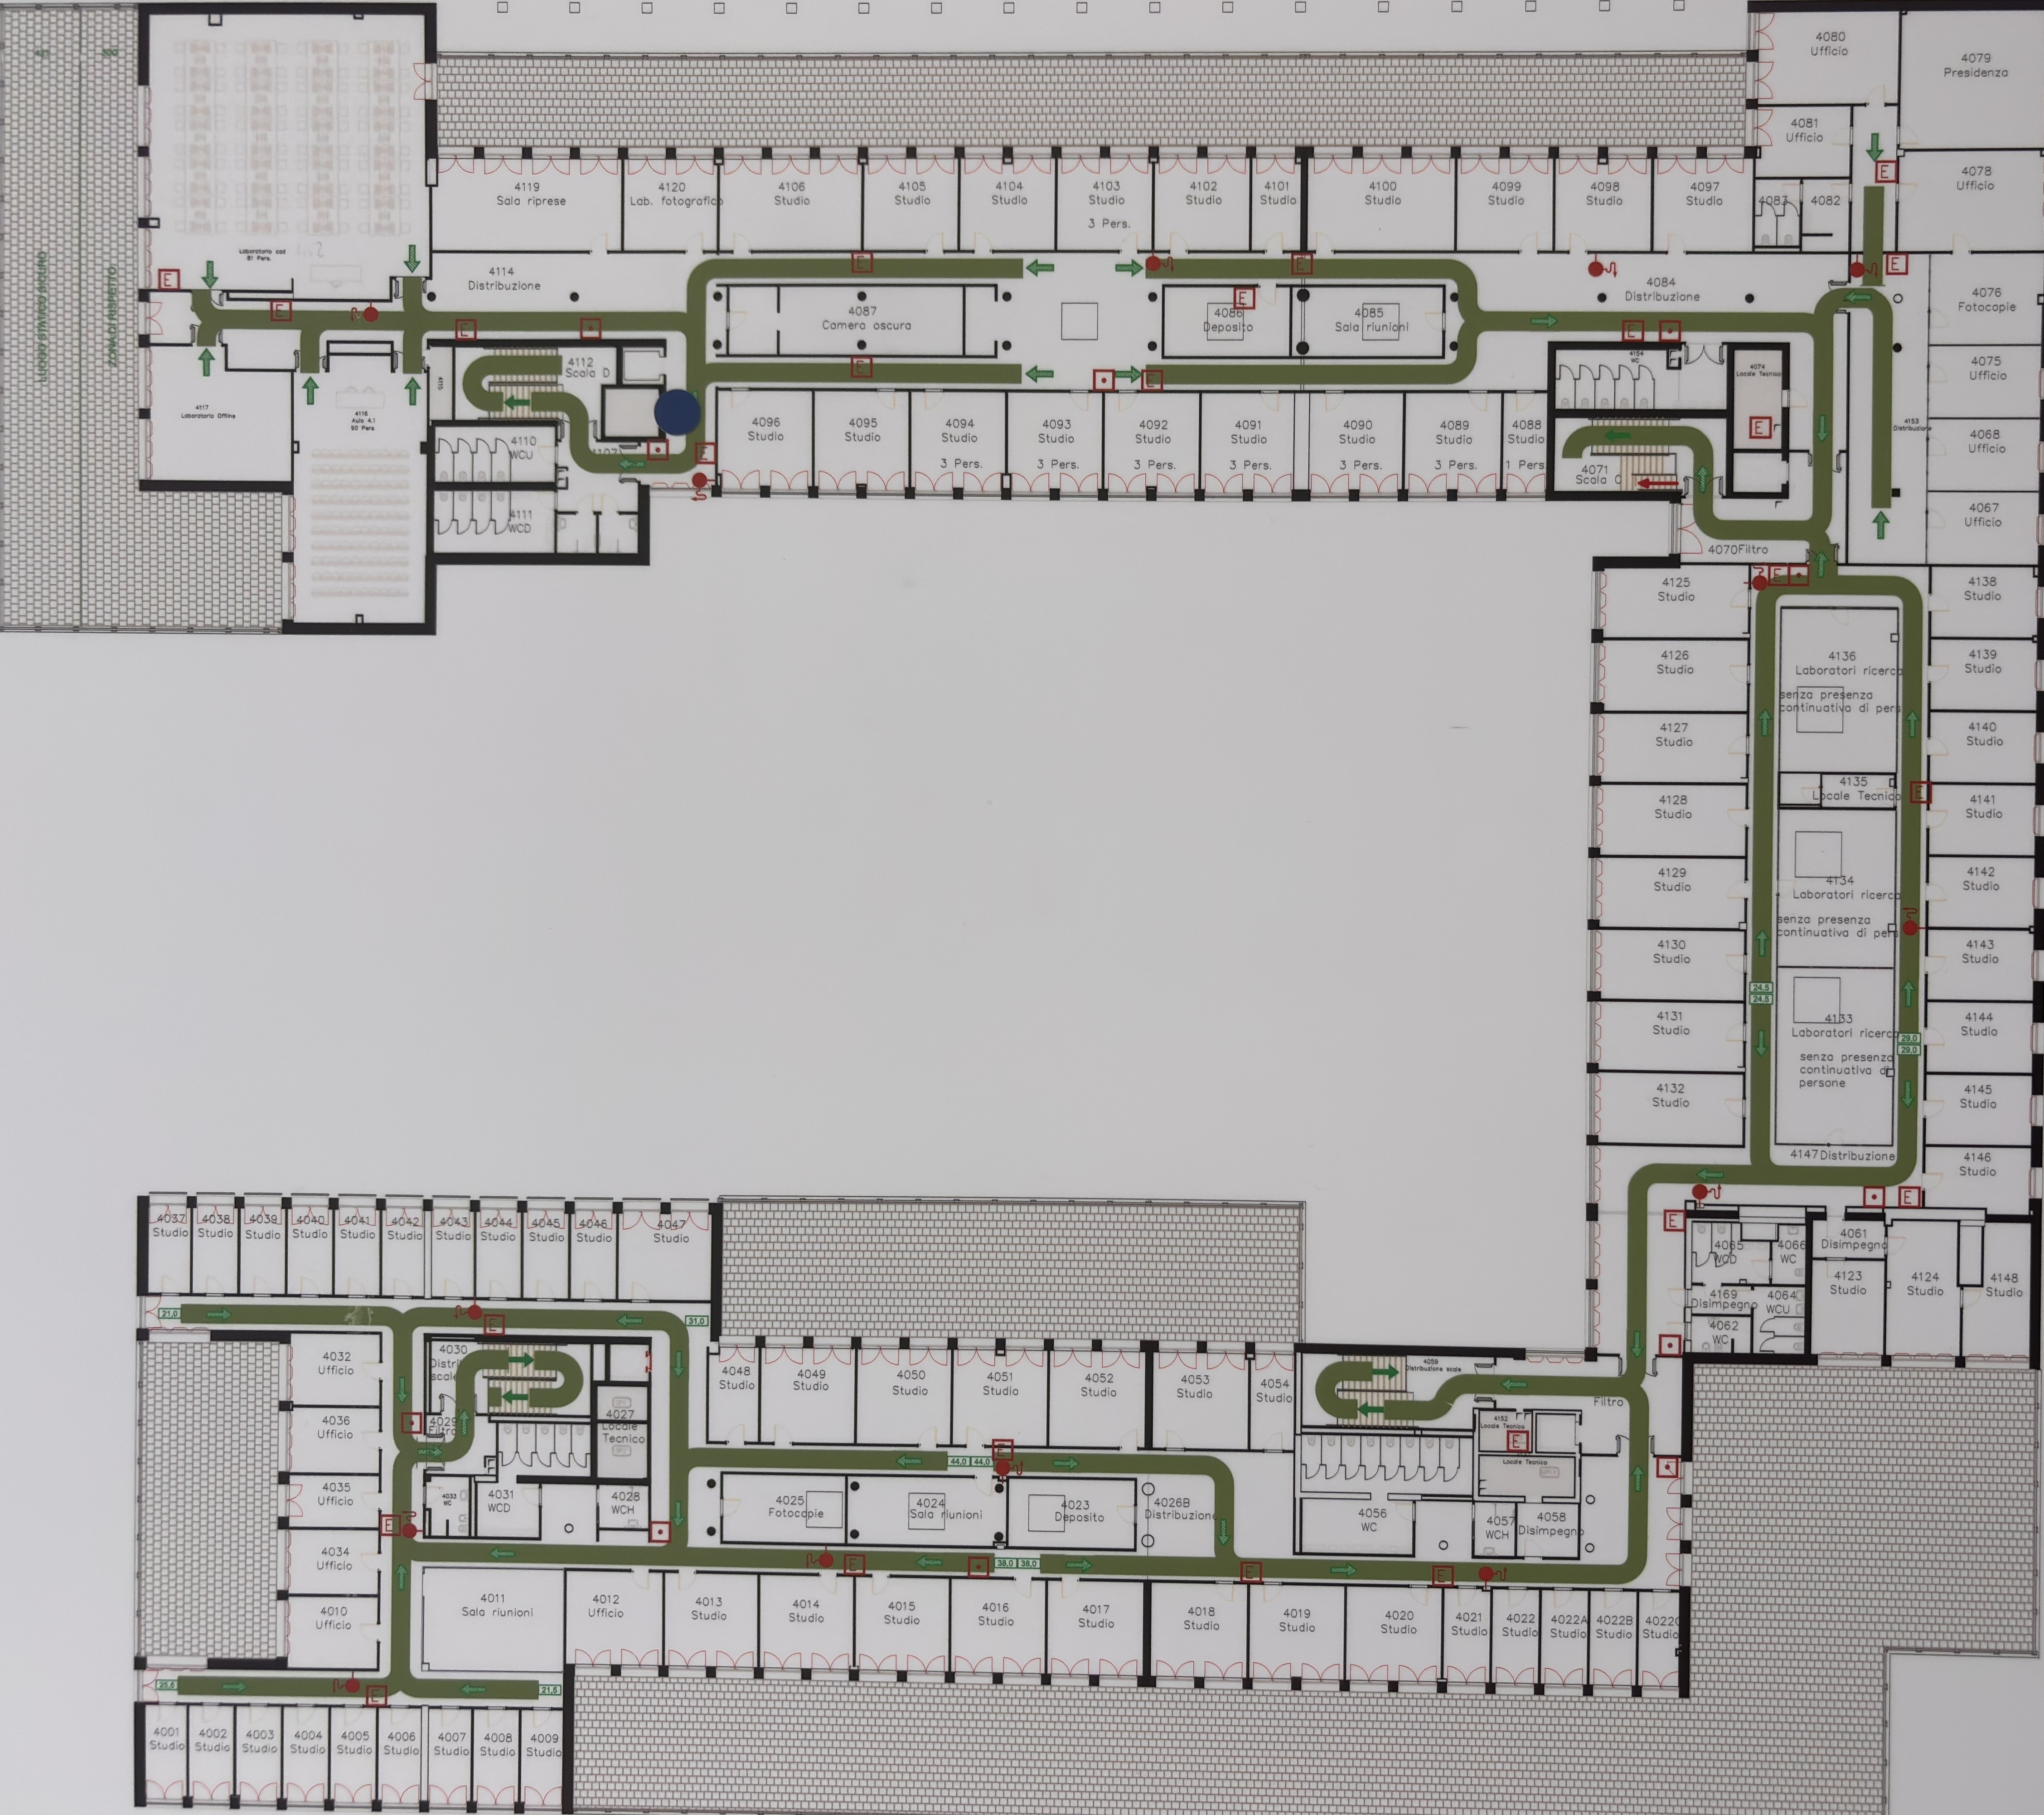 4080
Ufficio
4079
Presidenza
4081
Ufficio
4078
Ufficio
4083
4082
4119
Sala riprese
4120
Lab. fotografico
4106
Studio
4105
Studio
4104
Studio
4103
Studio
3 Pers.
4102
Studio
4101
Studio
4100
Studio
4099
Studio
4098
Studio
4097
Studio
Laboratorio cad
81 Pers.
LUOGO STATICO SICURO
ZONA DI RISPETTO
4114
Distribuzione
4087
Camera oscura
4086
Deposito
4085
Sala riunioni
4084
Distribuzione
4076
Fotocopie
4075
Ufficio
4068
Ufficio
4067
Ufficio
4153
Distribuzione
4117
Laboratorio Offline
4116
Aula 4.1
90 Pers
4115
4112
Scala D
4110
WCU
4107
4111
WCD
4096
Studio
4095
Studio
4094
Studio
3 Pers.
4093
Studio
3 Pers.
4092
Studio
3 Pers.
4091
Studio
3 Pers.
4090
Studio
3 Pers.
4089
Studio
3 Pers.
4088
Studio
1 Pers.
4154
WC
4074
Locale Tecnico
4071
Scala C
4070Filtro
4125
Studio
4126
Studio
4127
Studio
4128
Studio
4129
Studio
4130
Studio
4131
Studio
4132
Studio
4136
Laboratori ricerca
senza presenza
continuativa di pers
4135
Locale Tecnico
4134
Laboratori ricerca
senza presenza
continuativa di pers
4133
Laboratori ricerca
senza presenza
continuativa di
persone
24,5
24,5
29,0
29,0
4138
Studio
4139
Studio
4140
Studio
4141
Studio
4142
Studio
4143
Studio
4144
Studio
4145
Studio
4146
Studio
4147Distribuzione
4065
WCD
4066
WC
4061
Disimpegno
4169
Disimpegno
4064
WCU
4062
WC
4123
Studio
4124
Studio
4148
Studio
4037
Studio
4038
Studio
4039
Studio
4040
Studio
4041
Studio
4042
Studio
4043
Studio
4044
Studio
4045
Studio
4046
Studio
4047
Studio
21,0
31,0
4032
Ufficio
4036
Ufficio
4035
Ufficio
4034
Ufficio
4010
Ufficio
4030
Distri
scale
4029
Filtro
4027
Locale
Tecnico
4033
WC
4031
WCD
4028
WCH
4048
Studio
4049
Studio
4050
Studio
4051
Studio
4052
Studio
4053
Studio
4054
Studio
4059
Distribuzione scale
Filtro
4152
Locale Tecnico
Locale Tecnico
44,0
44,0
4025
Fotocopie
4024
Sala riunioni
4023
Deposito
4026B
Distribuzione
4056
WC
4057
WCH
4058
Disimpegno
38,0
38,0
4011
Sala riunioni
4012
Ufficio
4013
Studio
4014
Studio
4015
Studio
4016
Studio
4017
Studio
4018
Studio
4019
Studio
4020
Studio
4021
Studio
4022
Studio
4022A
Studio
4022B
Studio
4022C
Studio
21,5
4001
Studio
4002
Studio
4003
Studio
4004
Studio
4005
Studio
4006
Studio
4007
Studio
4008
Studio
4009
Studio